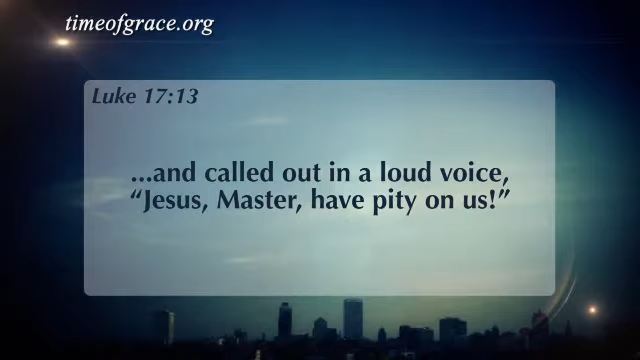 timeofgrace.org
Luke 17:13
...and called out in a loud voice,
“Jesus, Master, have pity on us!”